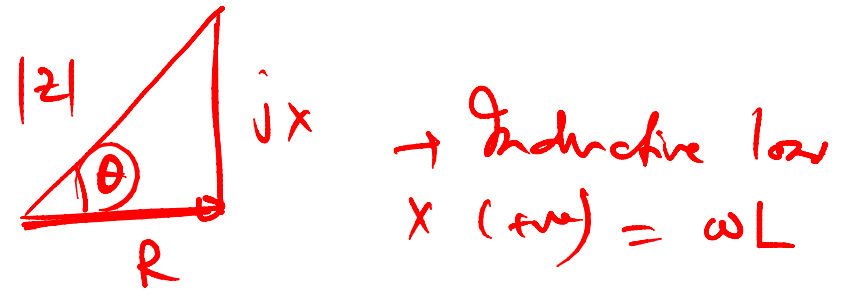 |z|
jx
θ
R
→ Inductive load
X (+ve) = ωL